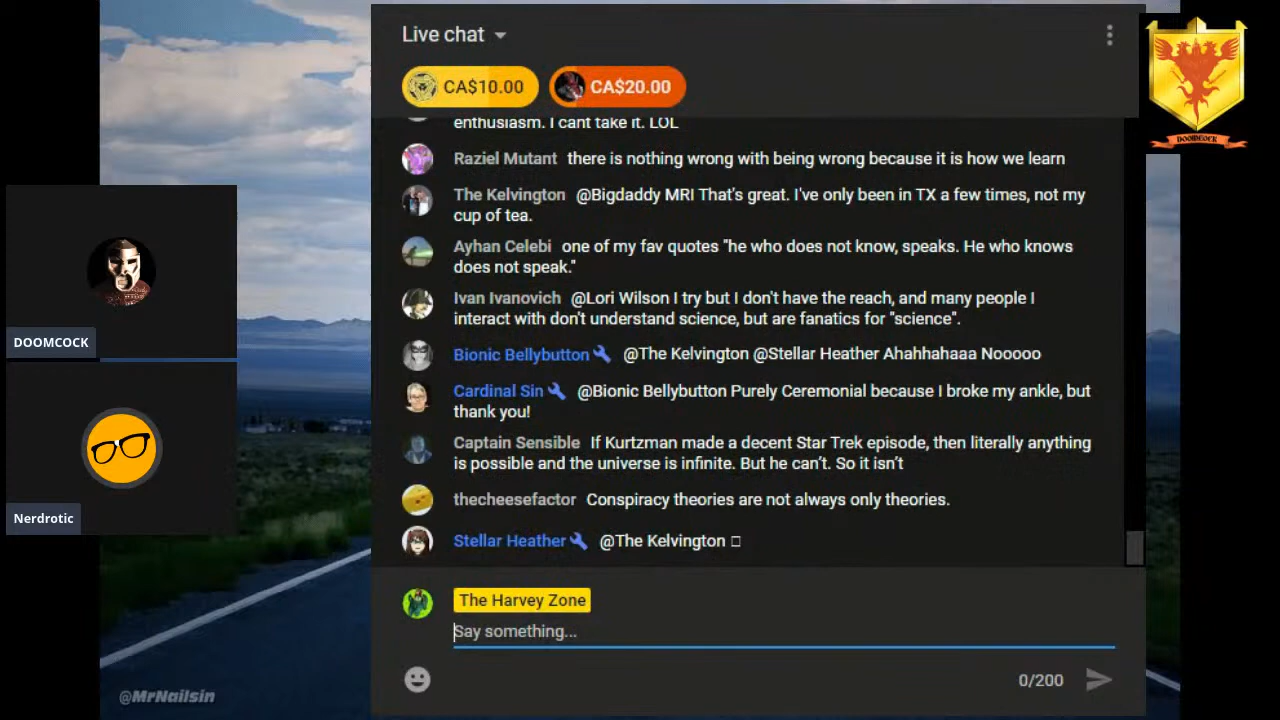 Live chat
CA$10.00
CA$20.00
enthusiasm. I cant take it. LOL
Raziel Mutant there is nothing wrong with being wrong because it is how we learn
The Kelvington @Bigdaddy MRI That's great. I've only been in TX a few times, not my
cup of tea.
Ayhan Celebi one of my fav quotes "he who does not know, speaks. He who knows
does not speak."
Ivan Ivanovich @Lori Wilson I try but I don't have the reach, and many people I
interact with don't understand science, but are fanatics for "science".
Bionic Bellybutton @The Kelvington @Stellar Heather Ahahhahaaa Nooooo
Cardinal Sin @Bionic Bellybutton Purely Ceremonial because I broke my ankle, but
thank you!
Captain Sensible If Kurtzman made a decent Star Trek episode, then literally anything
is possible and the universe is infinite. But he can't. So it isn't
thecheesefactor Conspiracy theories are not always only theories.
Stellar Heather @The Kelvington □
The Harvey Zone
Say something...
0/200
DOOMCOCK
Nerdrotic
DOOMCOCK
@MrNailsin